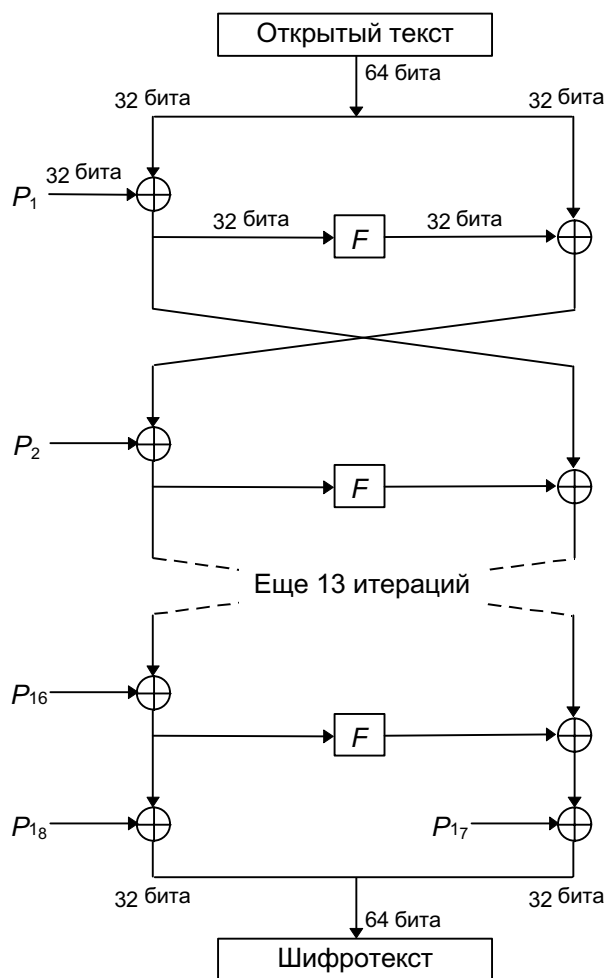 Открытый текст
64 бита
32 бита
32 бита
P1
32 бита
32 бита
F
32 бита
P2
F
Еще 13 итераций
P16
F
P18
P17
32 бита
32 бита
64 бита
Шифротекст